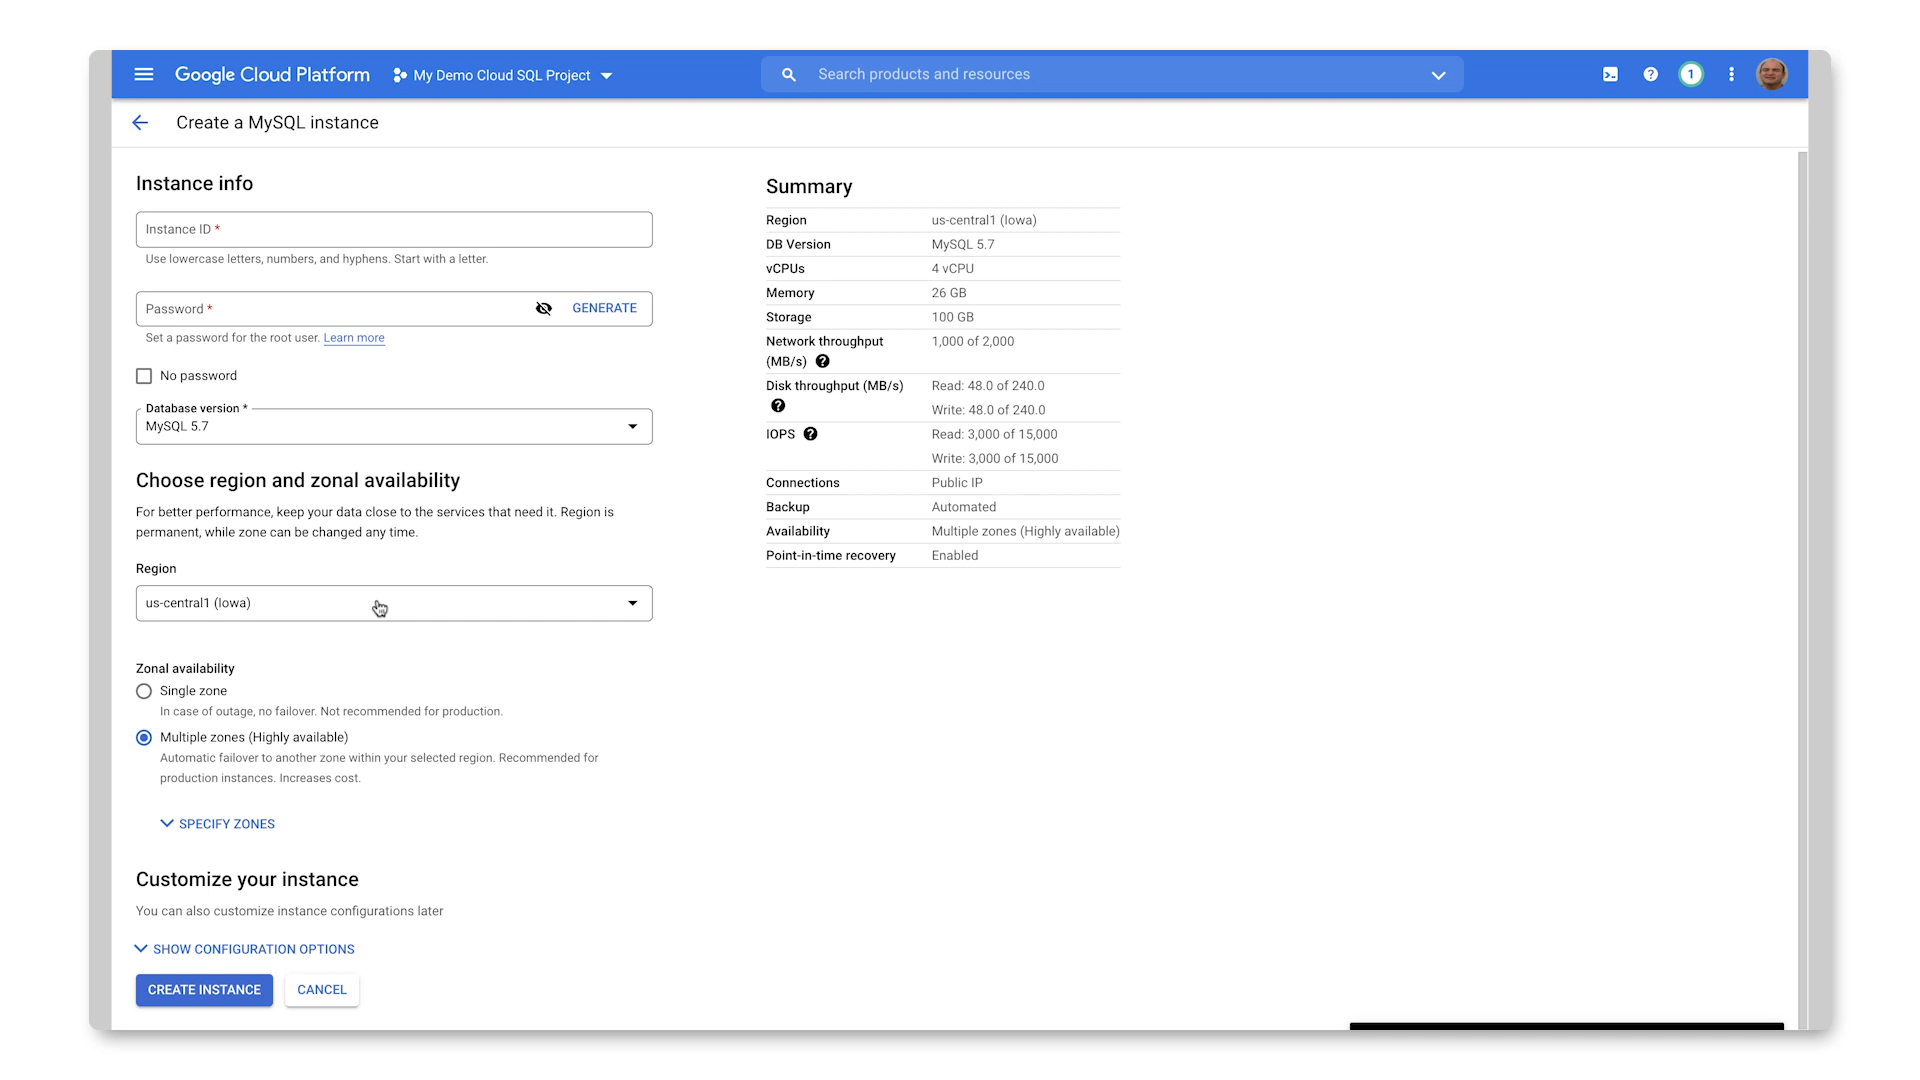 Google Cloud Platform
My Demo Cloud SQL Project
Search products and resources
1
Create a MySQL instance
Instance info
Instance ID *
Use lowercase letters, numbers, and hyphens. Start with a letter.
Password *
GENERATE
Set a password for the root user. Learn more
No password
Database version *
MySQL 5.7
Choose region and zonal availability
For better performance, keep your data close to the services that need it. Region is
permanent, while zone can be changed any time.
Region
us-central1 (Iowa)
Zonal availability
Single zone
In case of outage, no failover. Not recommended for production.
Multiple zones (Highly available)
Automatic failover to another zone within your selected region. Recommended for
production instances. Increases cost.
SPECIFY ZONES
Customize your instance
You can also customize instance configurations later
SHOW CONFIGURATION OPTIONS
CREATE INSTANCE
CANCEL
Summary
Region us-central1 (Iowa)
DB Version MySQL 5.7
vCPUs 4 vCPU
Memory 26 GB
Storage 100 GB
Network throughput 1,000 of 2,000
(MB/s)
Disk throughput (MB/s) Read: 48.0 of 240.0
Write: 48.0 of 240.0
IOPS Read: 3,000 of 15,000
Write: 3,000 of 15,000
Connections Public IP
Backup Automated
Availability Multiple zones (Highly available)
Point-in-time recovery Enabled